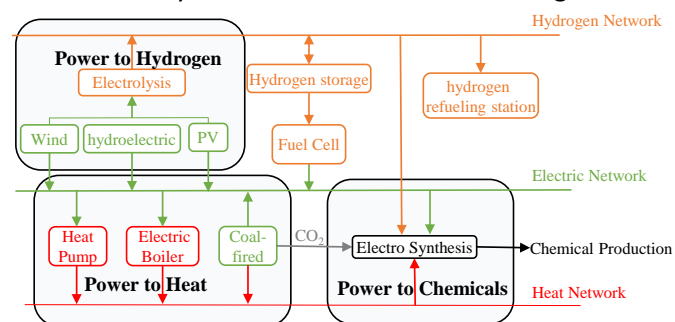 Hydrogen Network
Power to Hydrogen
Electrolysis
Hydrogen storage
hydrogen
refueling station
Wind
hydroelectric
PV
Fuel Cell
Electric Network
Heat
Pump
Electric
Boiler
Coal-
fired
CO2
Electro Synthesis
Chemical Production
Power to Heat
Power to Chemicals
Heat Network